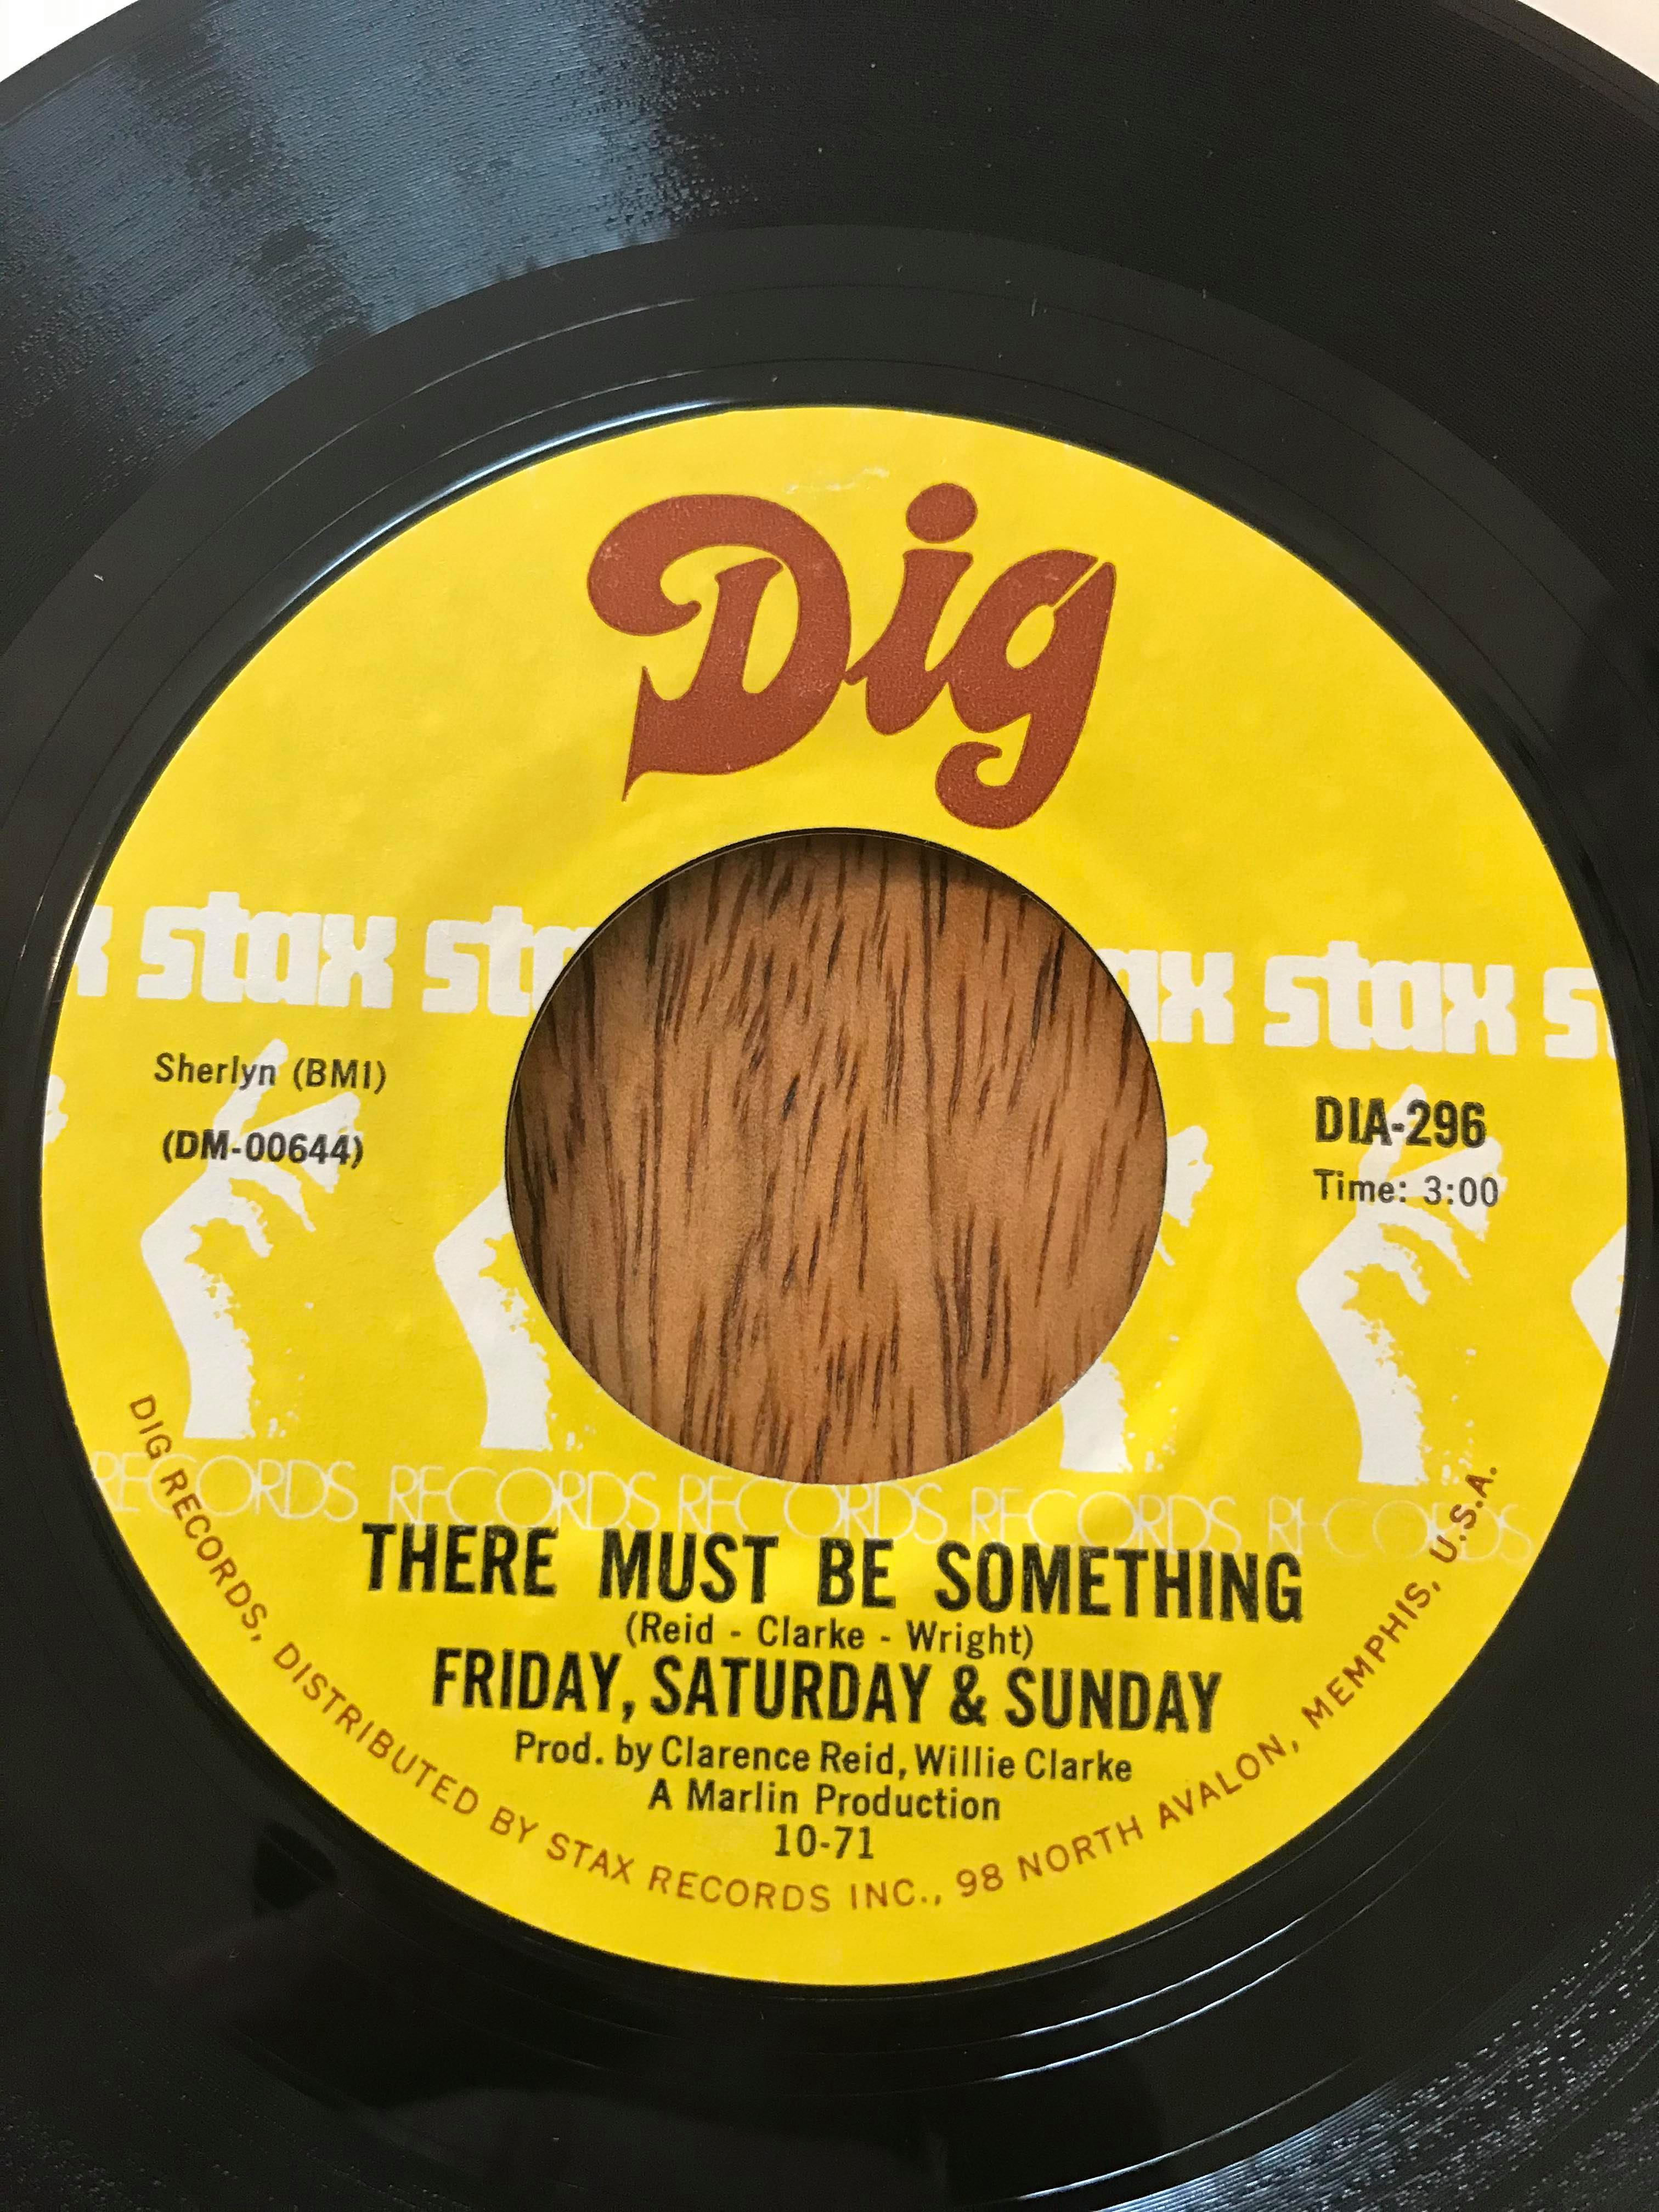 Dig
stax stax
Sherlyn (BMI)
(DM-00644)
DIA-296
Time: 3:00
RECORDS RECORDS RECORDS RECORDS RECORDS
THERE MUST BE SOMETHING
(Reid - Clarke - Wright)
FRIDAY, SATURDAY & SUNDAY
Prod. by Clarence Reid, Willie Clarke
A Marlin Production
10-71
DIG RECORDS, DISTRIBUTED BY STAX RECORDS INC., 98 NORTH AVALON, MEMPHIS, U.S.A.